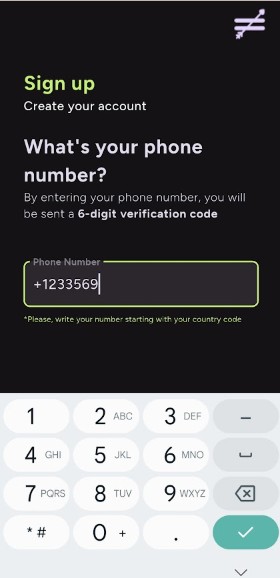 Sign up
Create your account
What's your phone
number?
By entering your phone number, you will
be sent a 6-digit verification code
Phone Number
+1233569
*Please, write your number starting with your country code
1 2 ABC 3 DEF –
4 GHI 5 JKL 6 MNO
7 PQRS 8 TUV 9 WXYZ
* # 0 + .